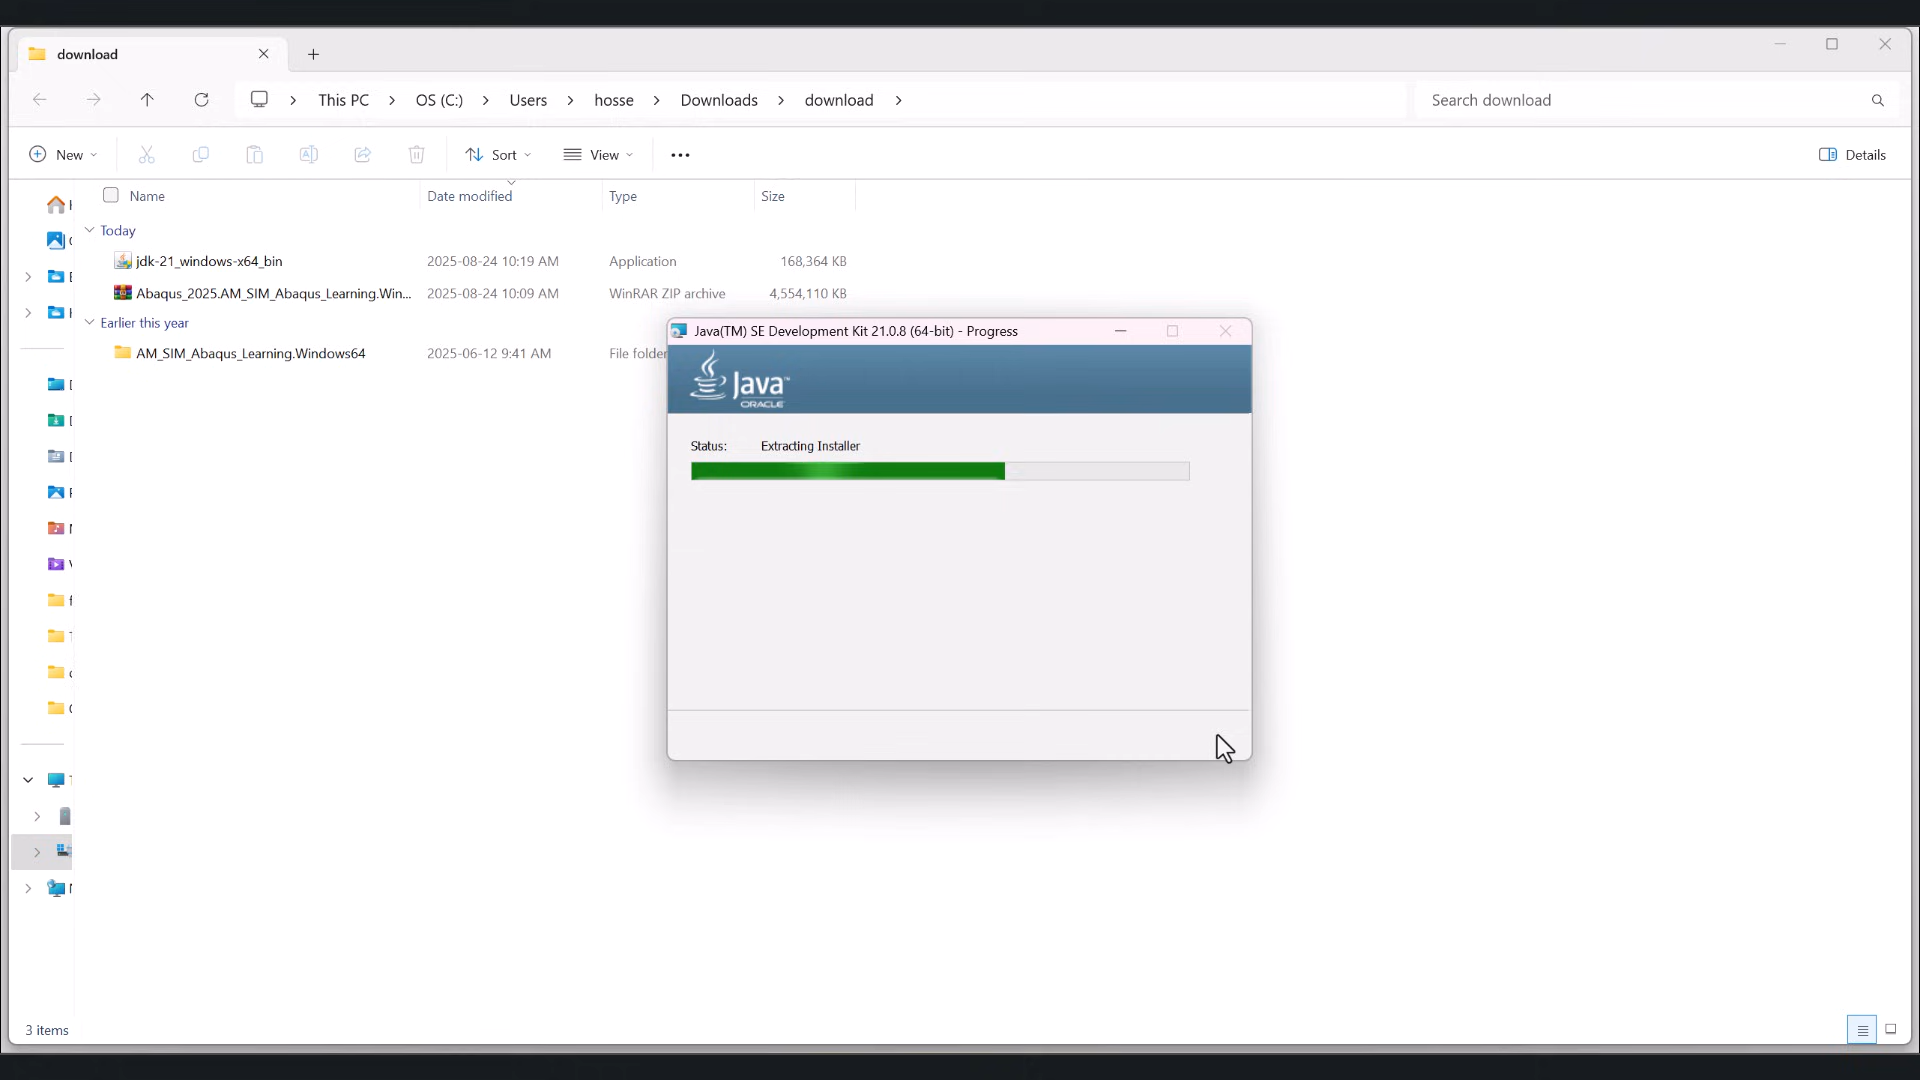 download
This PC OS (C:) Users hosse Downloads download
Search download
New Sort View Details
Name Date modified Type Size
Today
jdk-21_windows-x64_bin 2025-08-24 10:19 AM Application 168,364 KB
Abaqus_2025.AM_SIM_Abaqus_Learning.Win... 2025-08-24 10:09 AM WinRAR ZIP archive 4,554,110 KB
Earlier this year
AM_SIM_Abaqus_Learning.Windows64 2025-06-12 9:41 AM File folder
Java(TM) SE Development Kit 21.0.8 (64-bit) - Progress
Java™
ORACLE
Status: Extracting Installer
3 items